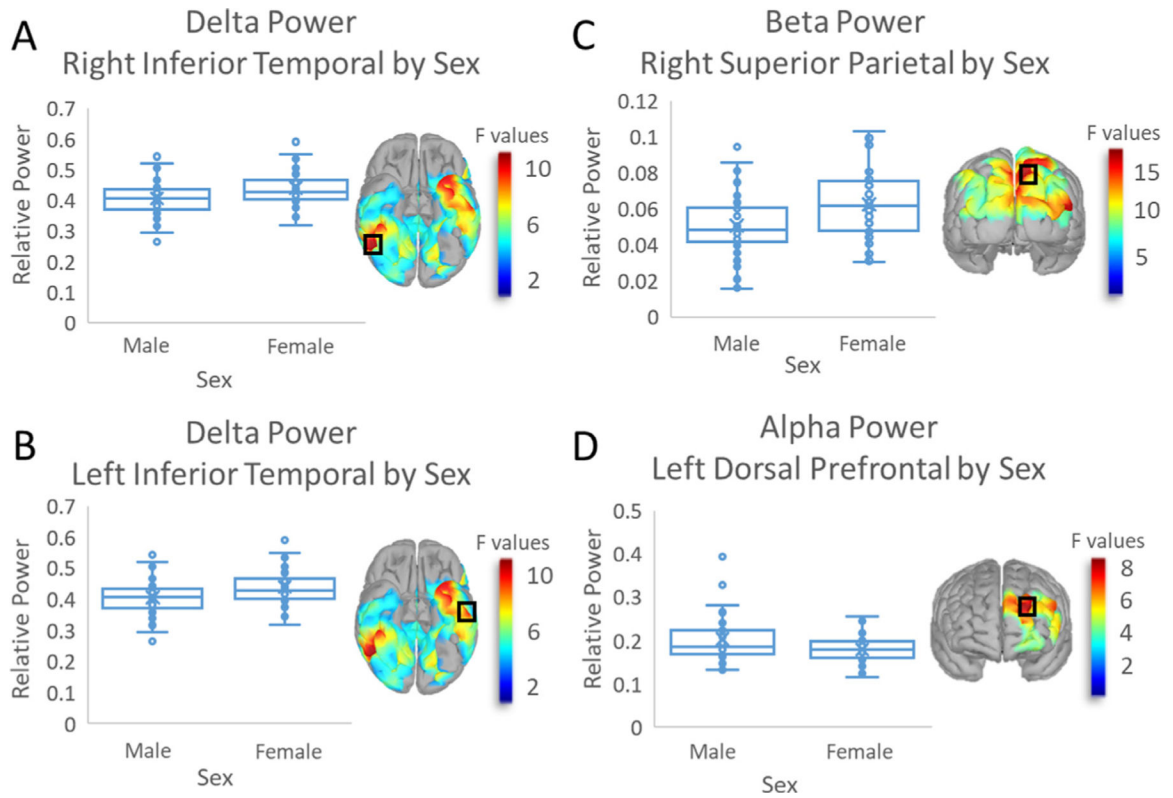 A
Delta Power
Right Inferior Temporal by Sex
Relative Power
0.7
0.6
0.5
0.4
0.3
0.2
0.1
0
Male
Female
Sex
F values
10
6
2
C
Beta Power
Right Superior Parietal by Sex
Relative Power
0.12
0.1
0.08
0.06
0.04
0.02
0
Male
Female
Sex
F values
15
10
5
B
Delta Power
Left Inferior Temporal by Sex
Relative Power
0.7
0.6
0.5
0.4
0.3
0.2
0.1
0
Male
Female
Sex
F values
10
6
2
D
Alpha Power
Left Dorsal Prefrontal by Sex
Relative Power
0.5
0.4
0.3
0.2
0.1
0
Male
Female
Sex
F values
8
6
4
2